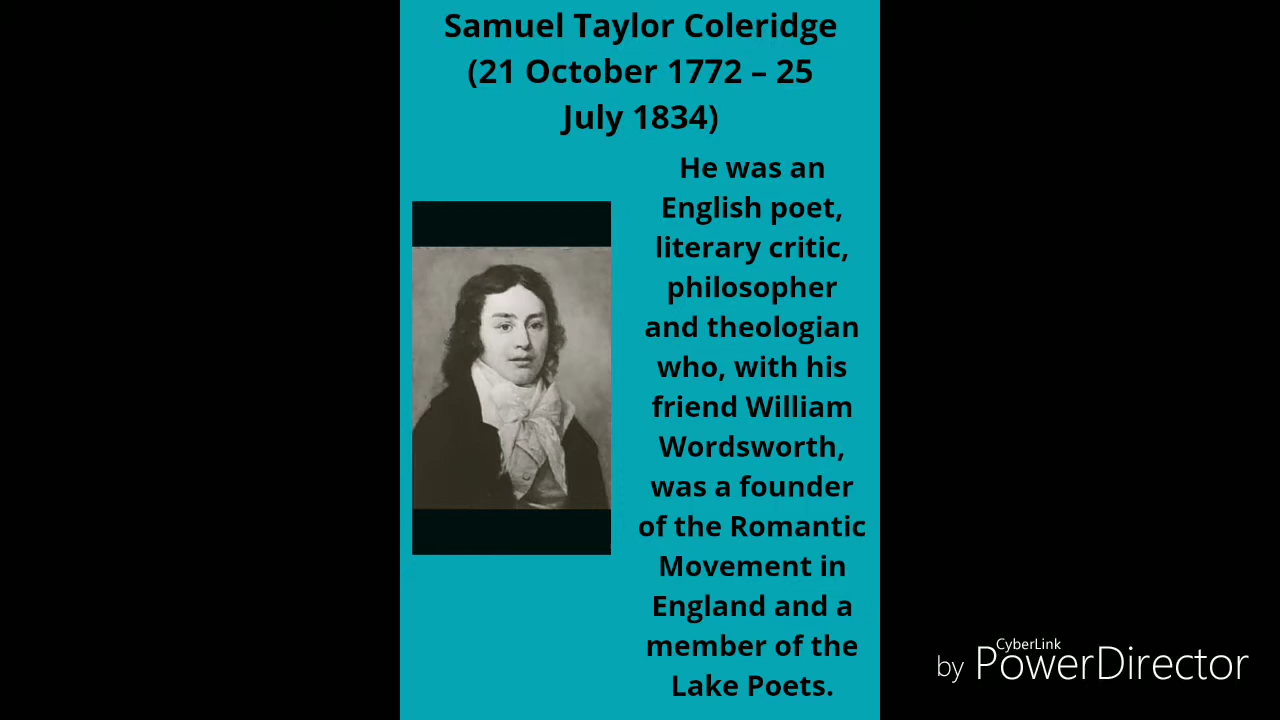 Samuel Taylor Coleridge
(21 October 1772 – 25
July 1834)
He was an
English poet,
literary critic,
philosopher
and theologian
who, with his
friend William
Wordsworth,
was a founder
of the Romantic
Movement in
England and a
member of the
Lake Poets.
CyberLink
by PowerDirector